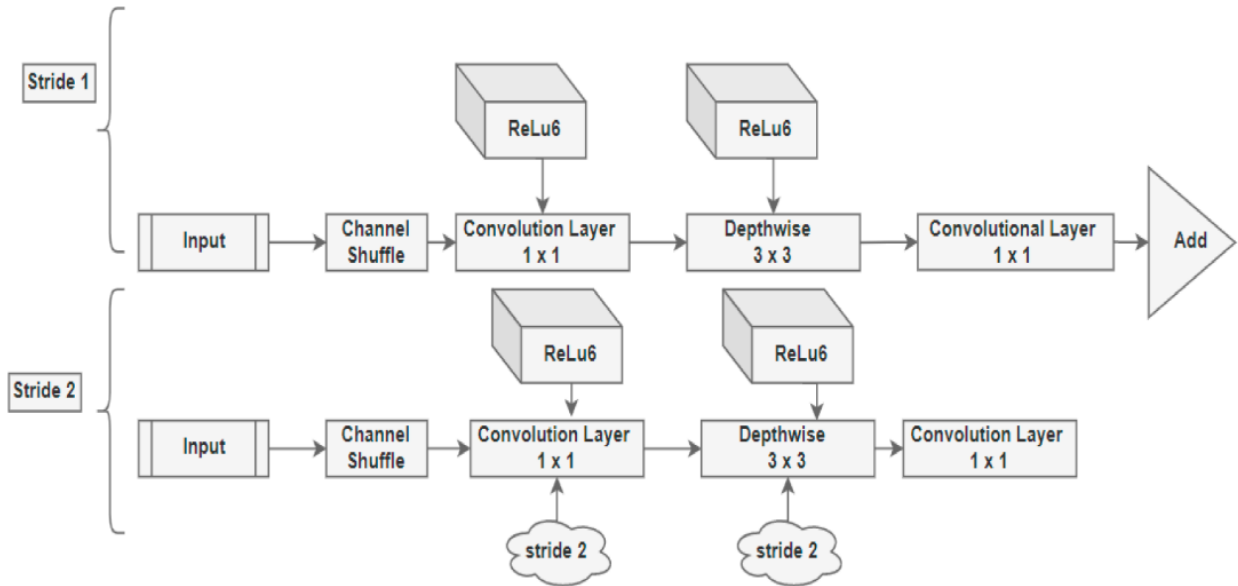 Stride 1
ReLu6
ReLu6
Input
Channel
Shuffle
Convolution Layer
1 x 1
Depthwise
3 x 3
Convolutional Layer
1 x 1
Add
Stride 2
ReLu6
ReLu6
Input
Channel
Shuffle
Convolution Layer
1 x 1
Depthwise
3 x 3
Convolution Layer
1 x 1
stride 2
stride 2